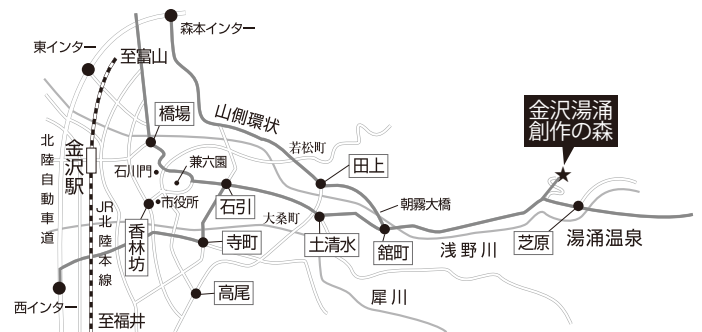 森本インター
東インター
至富山
橋場
山側環状
若松町
金沢湯涌
創作の森
北陸自動車道
金沢駅
石川門
兼六園
田上
市役所
石引
朝霧大橋
JR北陸本線
香林坊
大桑町
寺町
土清水
舘町
浅野川
芝原
湯涌温泉
高尾
犀川
西インター
至福井